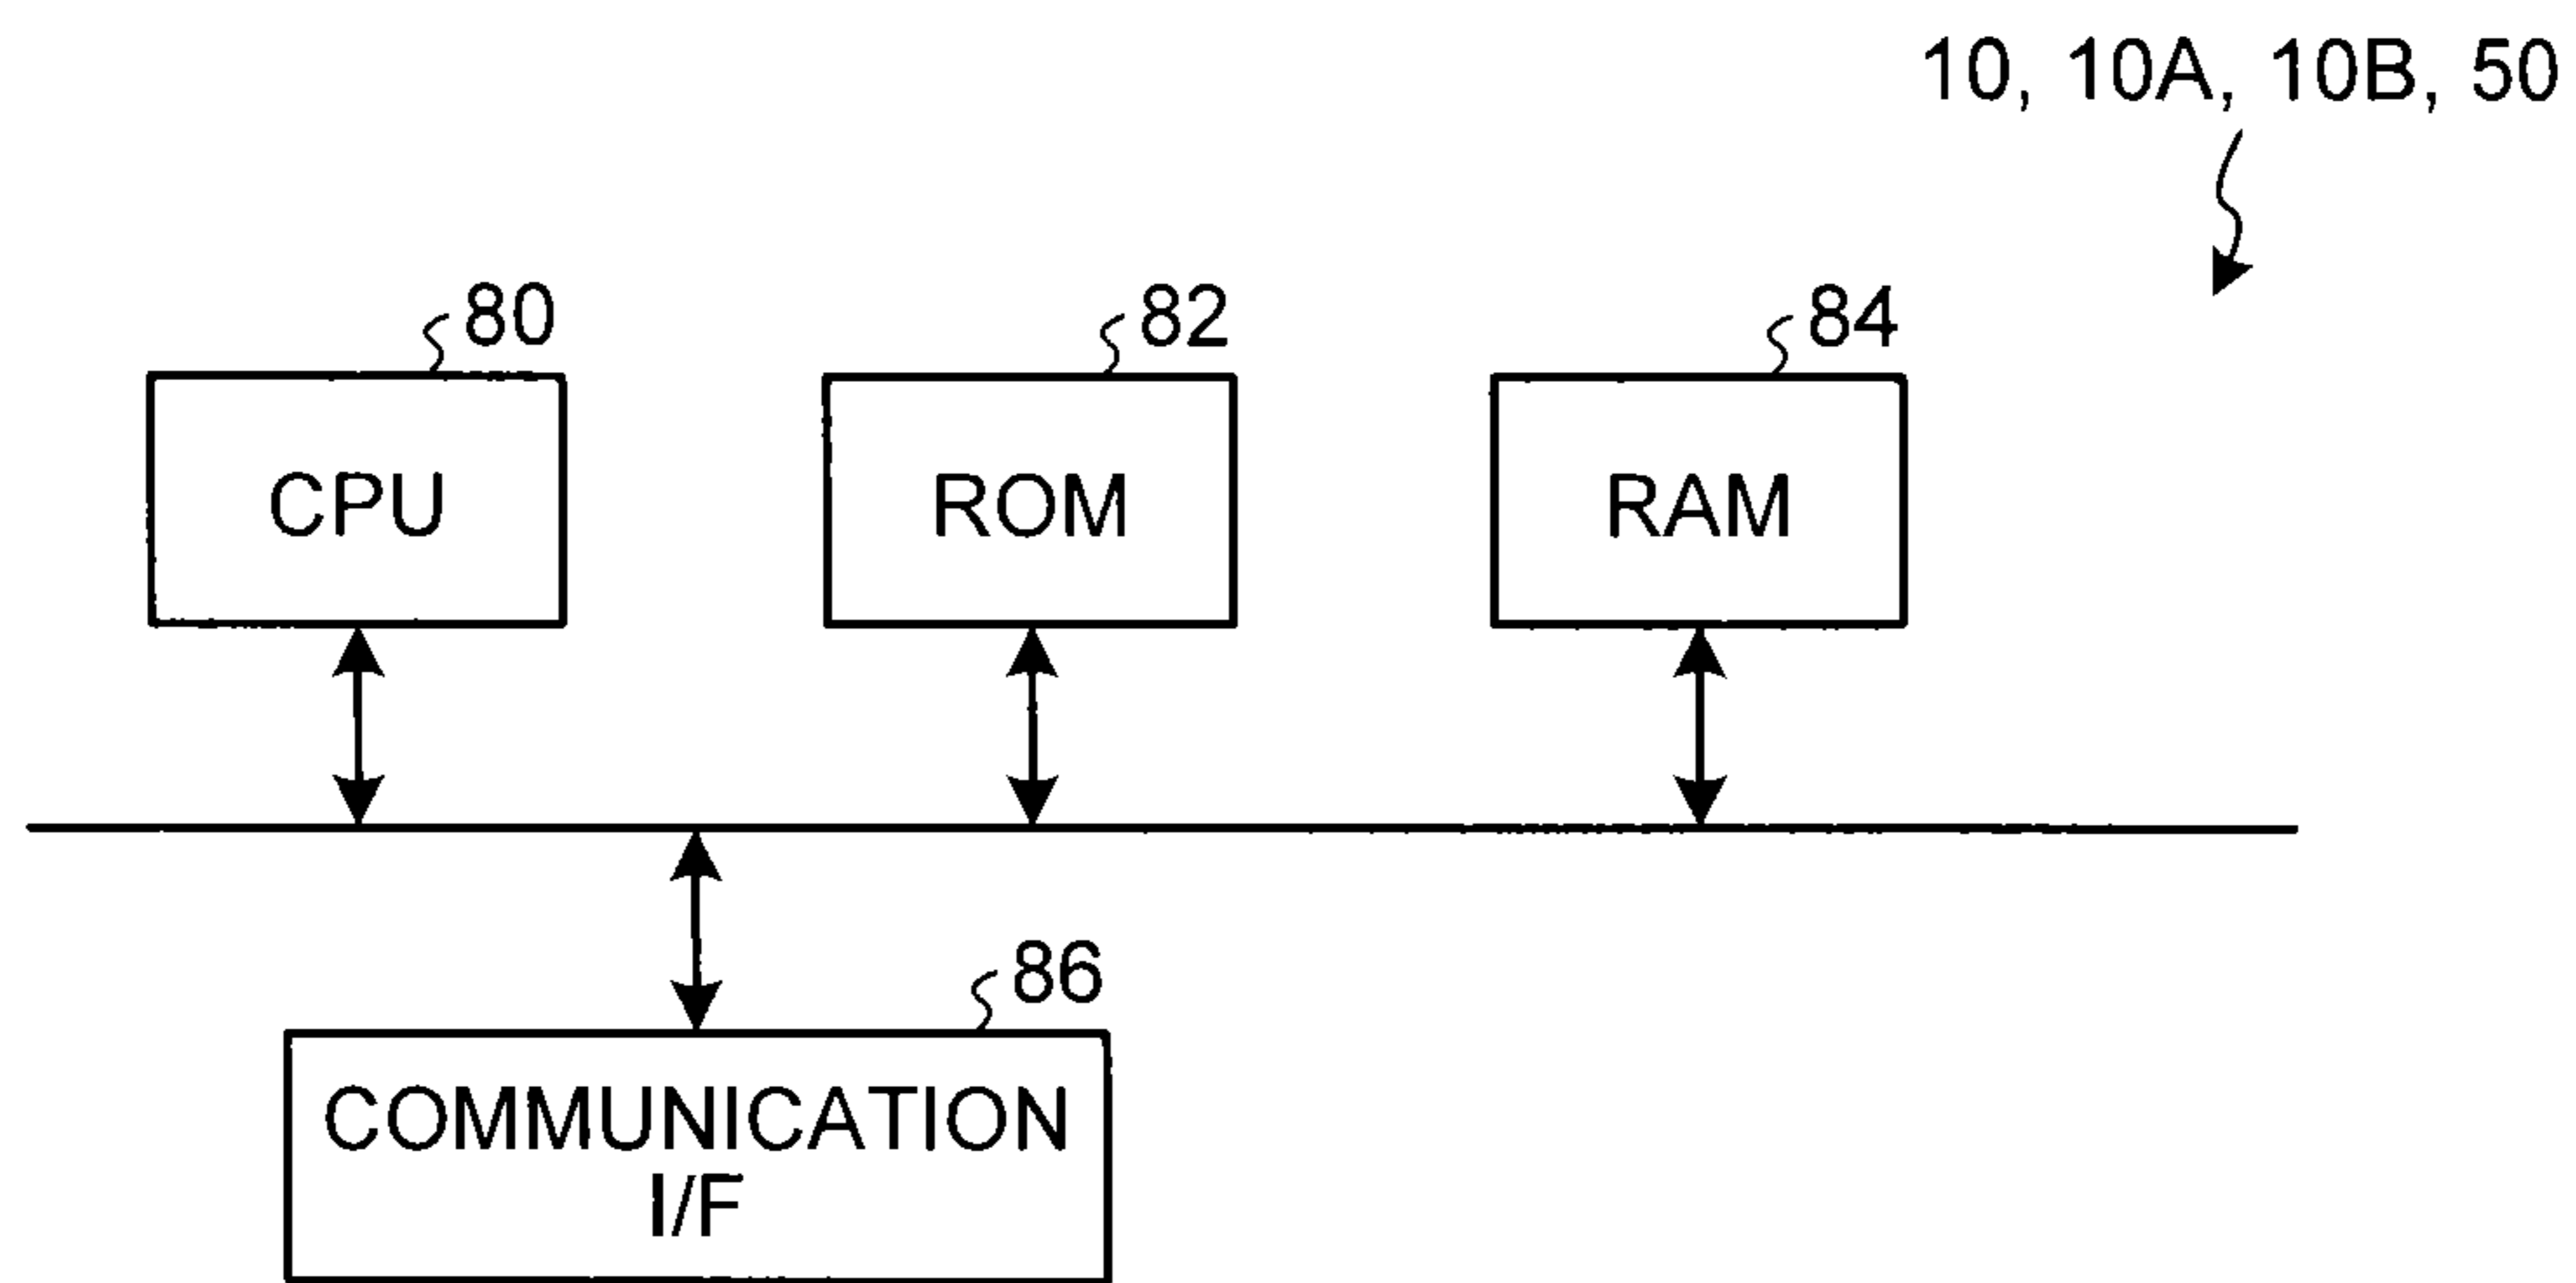 10, 10A, 10B, 50
80
82
84
CPU
ROM
RAM
86
COMMUNICATION
I/F